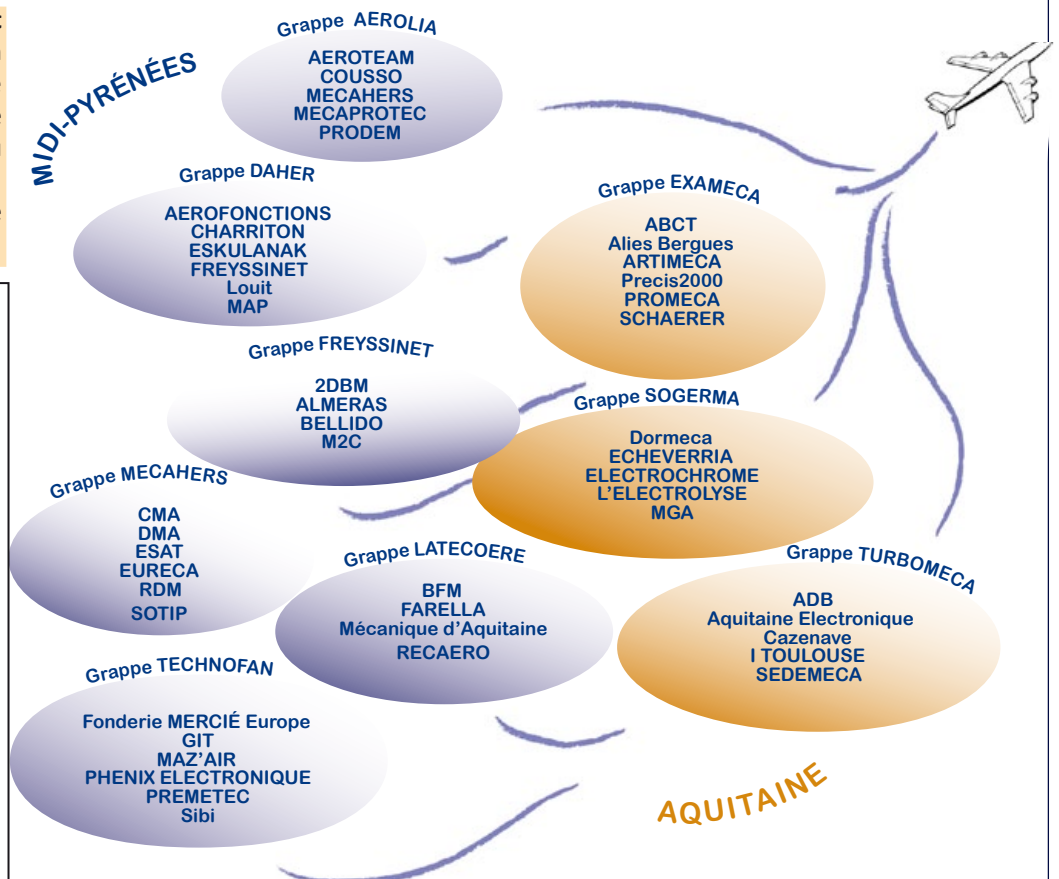 MIDI-PYRÉNÉES
Grappe AEROLIA
AEROTEAM
COUSSO
MECAHERS
MECAPROTEC
PRODEM
Grappe DAHER
AEROFONCTIONS
CHARRITON
ESKULANAK
FREYSSINET
Louit
MAP
Grappe EXAMECA
ABCT
Alies Bergues
ARTIMECA
Precis2000
PROMECA
SCHAERER
Grappe FREYSSINET
2DBM
ALMERAS
BELLIDO
M2C
Grappe SOGERMA
Dormeca
ECHEVERRIA
ELECTROCHROME
L'ELECTROLYSE
MGA
Grappe MECAHERS
CMA
DMA
ESAT
EURECA
RDM
SOTIP
Grappe LATECOERE
BFM
FARELLA
Mécanique d'Aquitaine
RECAERO
Grappe TURBOMECA
ADB
Aquitaine Electronique
Cazenave
I TOULOUSE
SEDEMECA
Grappe TECHNOFAN
Fonderie MERCIÉ Europe
GIT
MAZ'AIR
PHENIX ELECTRONIQUE
PREMETEC
Sibi
AQUITAINE